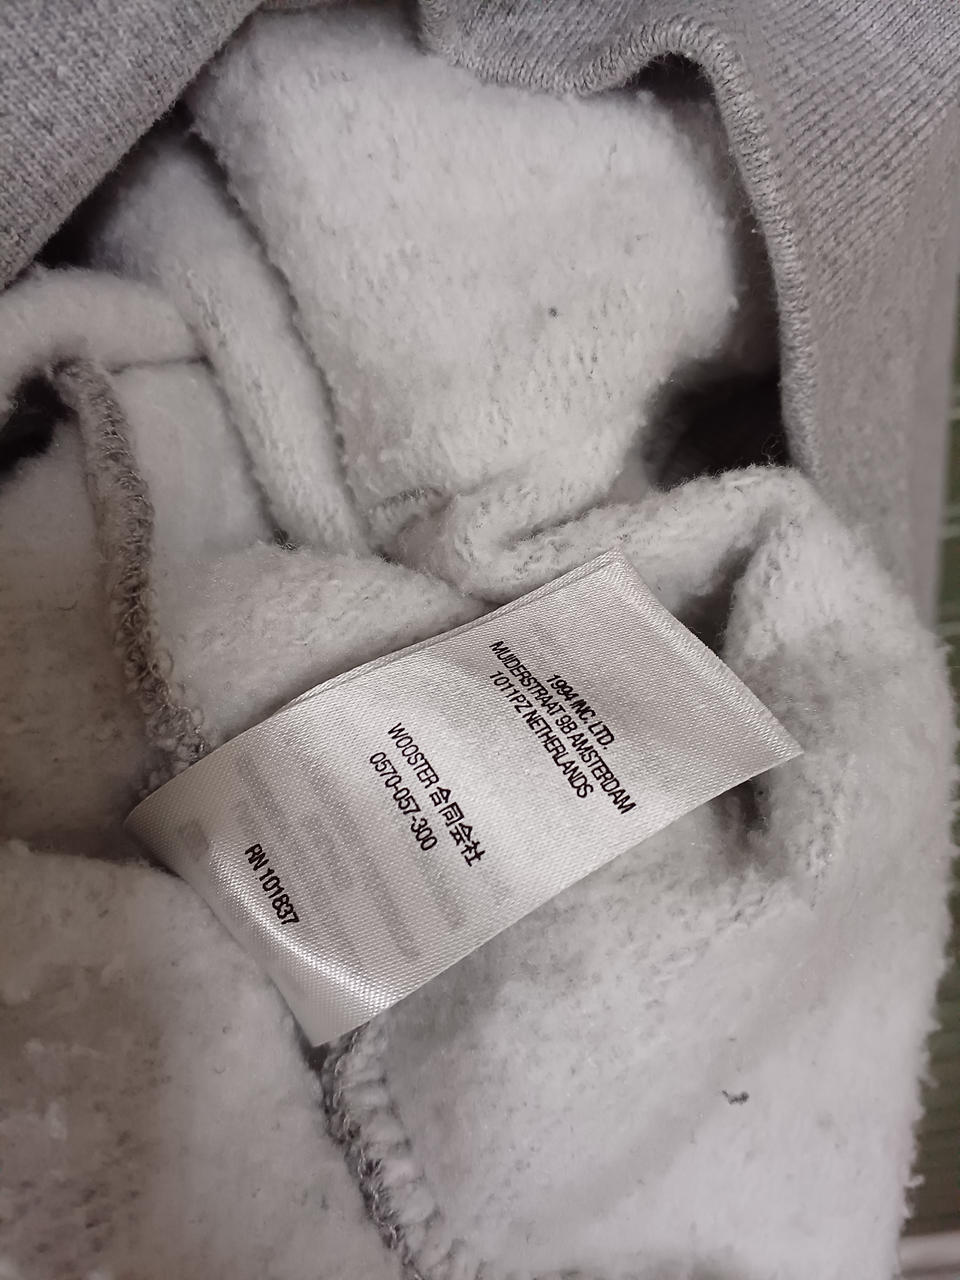 1994 INC. LTD.
MUIDERSTRAAT 9B AMSTERDAM
1011PZ NETHERLANDS
WOOSTER 合同会社
0570-057-300
RN 101837